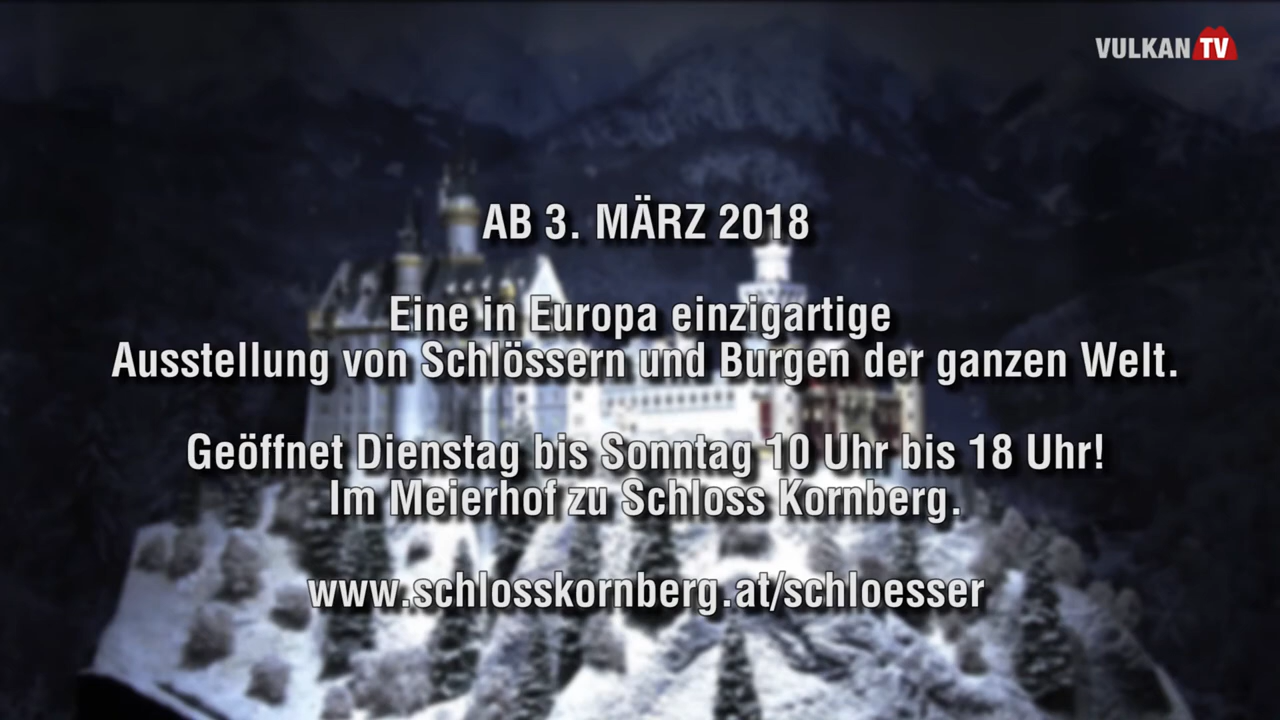 VULKAN TV
AB 3. MÄRZ 2018
Eine in Europa einzigartige
Ausstellung von Schlössern und Burgen der ganzen Welt.
Geöffnet Dienstag bis Sonntag 10 Uhr bis 18 Uhr!
Im Meierhof zu Schloss Kornberg.
www.schlosskornberg.at/schloesser